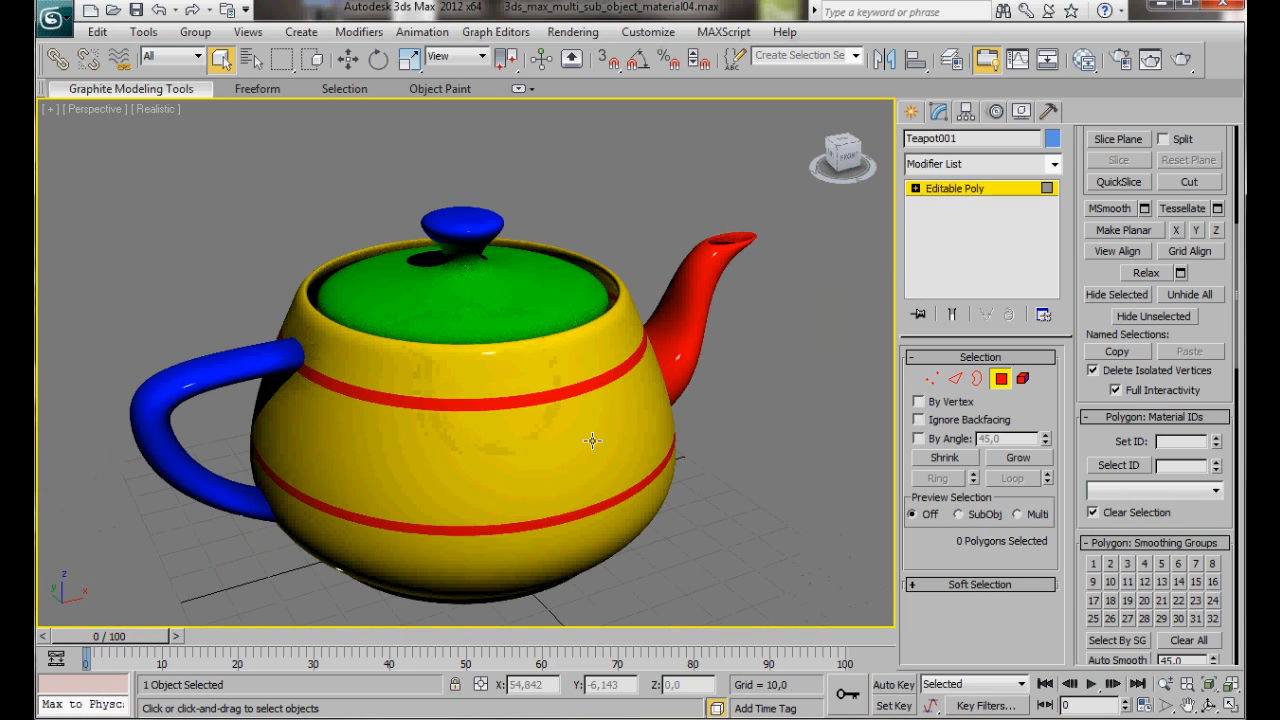 Autodesk 3ds Max 2012 x64 3ds_max_multi_sub_object_material04.max Type a keyword or phrase
Edit Tools Group Views Create Modifiers Animation Graph Editors Rendering Customize MAXScript Help
All View 3 Create Selection Se
Graphite Modeling Tools Freeform Selection Object Paint
[ + ] [ Perspective ] [ Realistic ]
FRONT
Teapot001
Modifier List
Editable Poly
Selection
By Vertex
Ignore Backfacing
By Angle: 45,0
Shrink Grow
Ring Loop
Preview Selection
Off SubObj Multi
0 Polygons Selected
Soft Selection
Slice Plane Split
Slice Reset Plane
QuickSlice Cut
MSmooth Tessellate
Make Planar X Y Z
View Align Grid Align
Relax
Hide Selected Unhide All
Hide Unselected
Named Selections:
Copy Paste
Delete Isolated Vertices
Full Interactivity
Polygon: Material IDs
Set ID:
Select ID
Clear Selection
Polygon: Smoothing Groups
1 2 3 4 5 6 7 8
9 10 11 12 13 14 15 16
17 18 19 20 21 22 23 24
25 26 27 28 29 30 31 32
Select By SG Clear All
Auto Smooth 45,0
z
y x
< 0 / 100 >
0 10 20 30 40 50 60 70 80 90 100
1 Object Selected X: 54,842 Y: -6,143 Z: 0,0 Grid = 10,0 Auto Key Selected
Max to Physc: Click or click-and-drag to select objects Add Time Tag Set Key Key Filters... 0